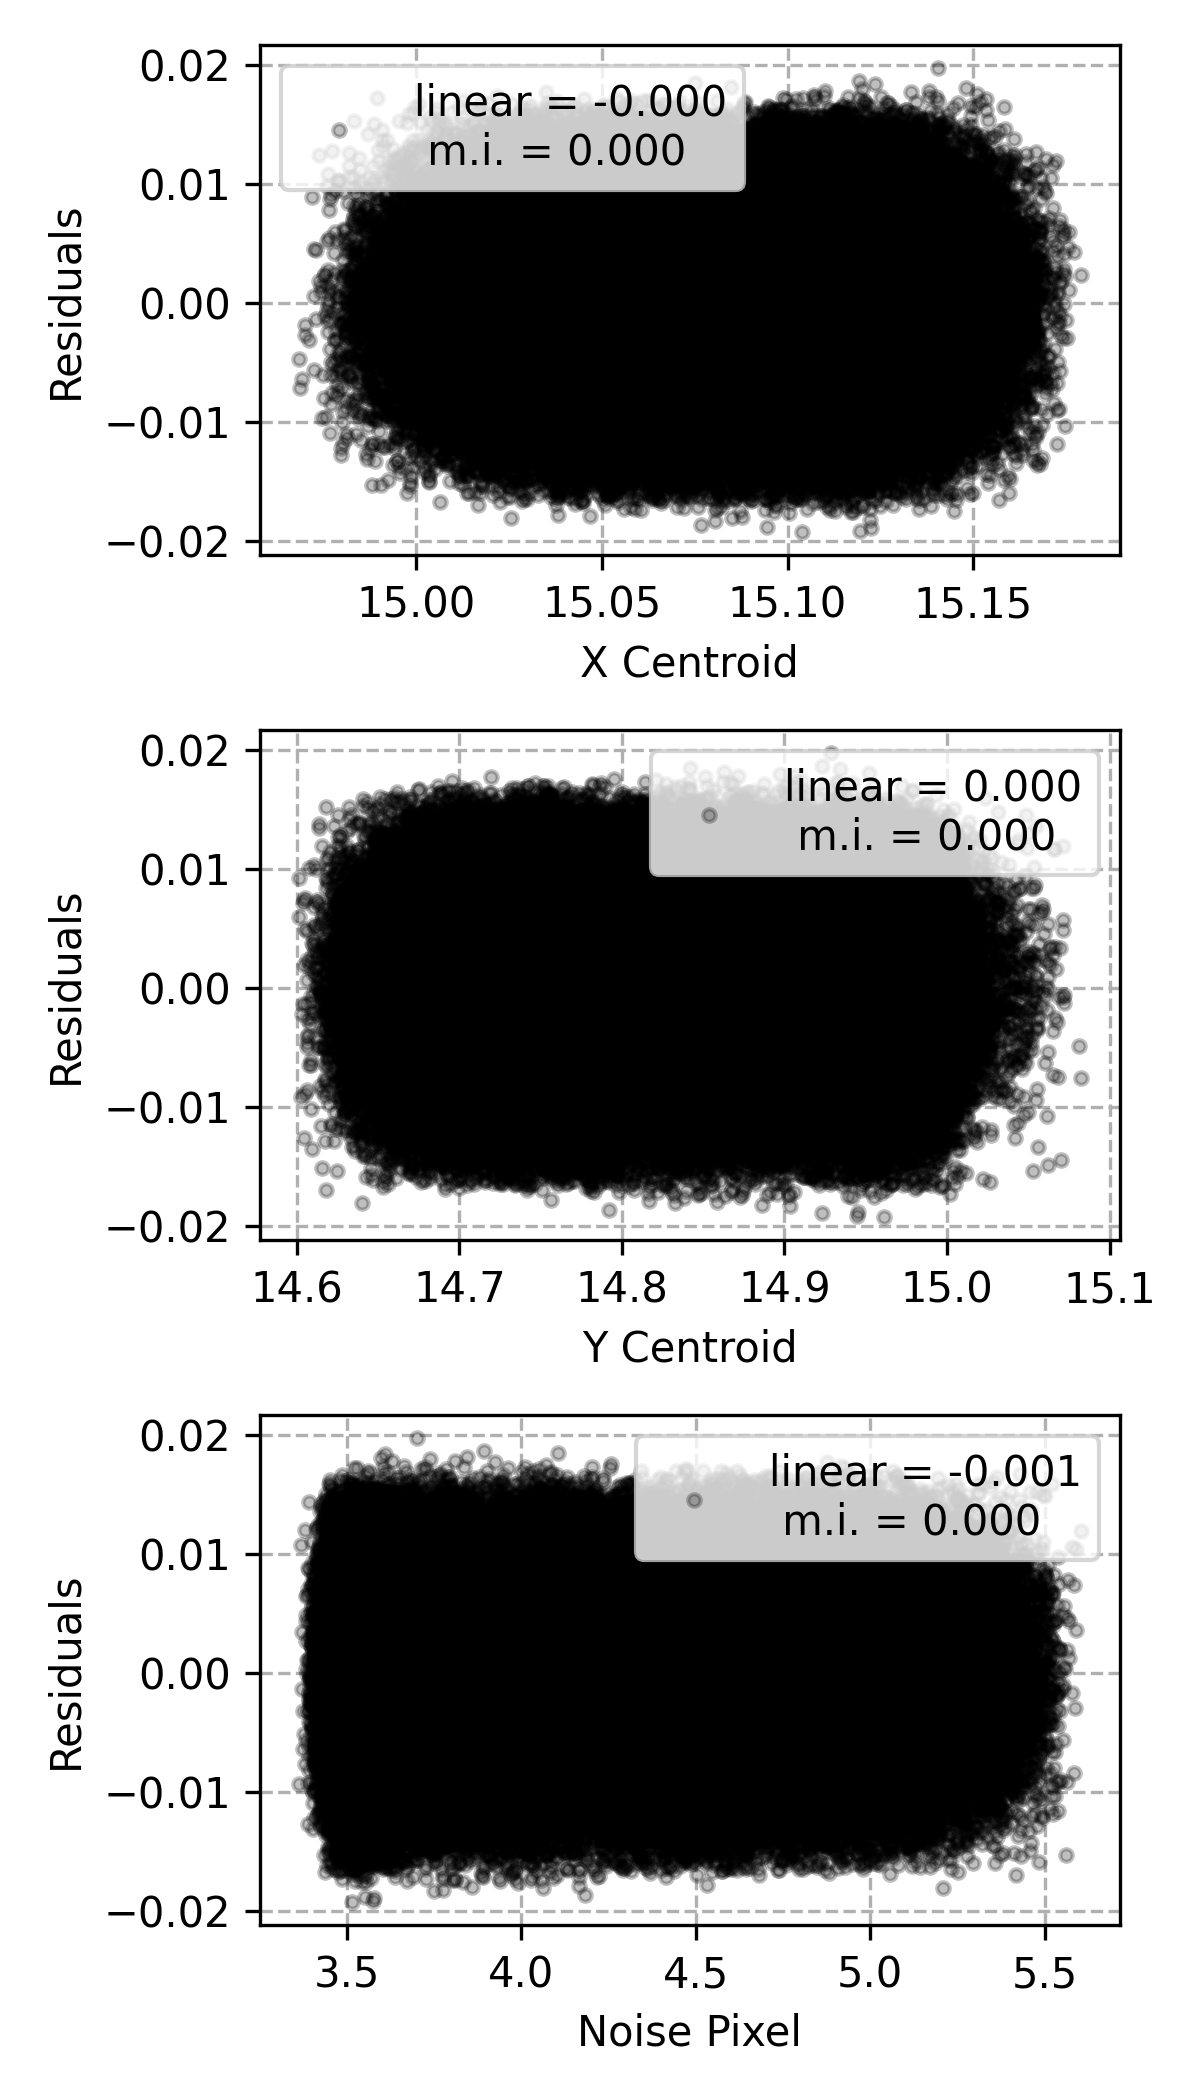 0.02
0.01
0.00
−0.01
−0.02
Residuals
linear = -0.000
m.i. = 0.000
15.00 15.05 15.10 15.15
X Centroid
0.02
0.01
0.00
−0.01
−0.02
Residuals
linear = 0.000
m.i. = 0.000
14.6 14.7 14.8 14.9 15.0 15.1
Y Centroid
0.02
0.01
0.00
−0.01
−0.02
Residuals
linear = -0.001
m.i. = 0.000
3.5 4.0 4.5 5.0 5.5
Noise Pixel